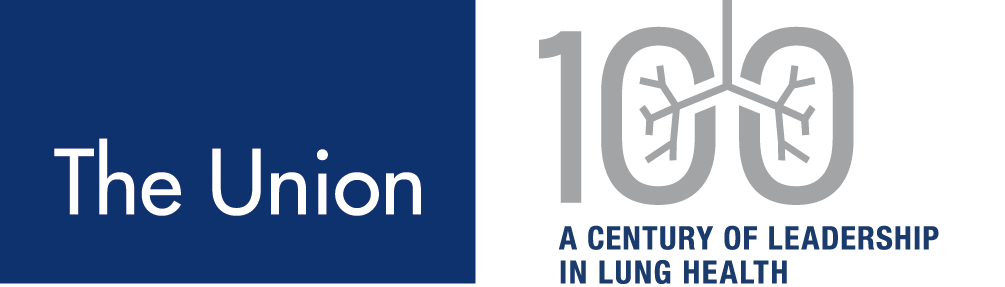 The Union
100
A CENTURY OF LEADERSHIP
IN LUNG HEALTH